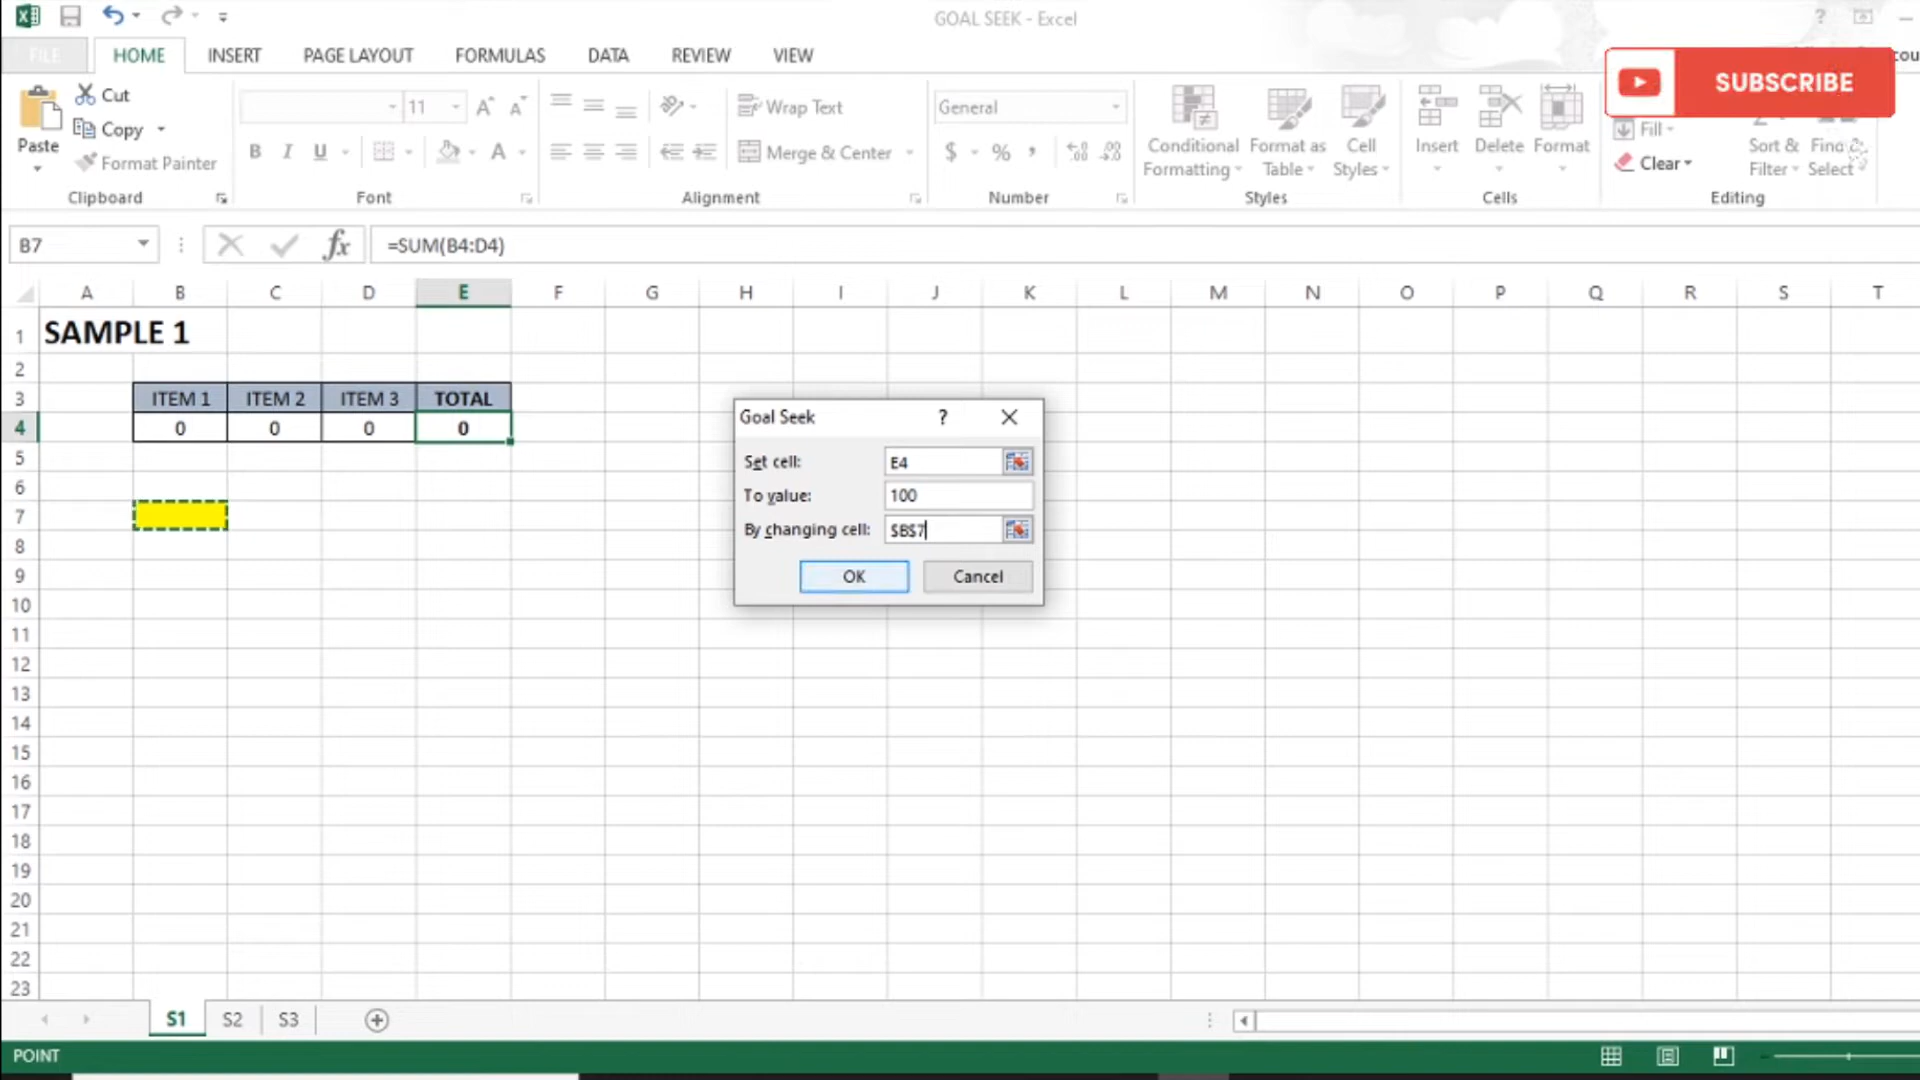 GOAL SEEK - Excel
FILE
HOME
INSERT
PAGE LAYOUT
FORMULAS
DATA
REVIEW
VIEW
SUBSCRIBE
Paste
Cut
Copy
Format Painter
Clipboard
11
B I U
A
Font
Wrap Text
Merge & Center
Alignment
General
$ % ,
Number
Conditional Formatting
Format as Table
Cell Styles
Styles
Insert
Delete
Format
Cells
Fill
Clear
Sort & Filter
Find & Select
Editing
B7
fx
=SUM(B4:D4)
A B C D E F G H I J K L M N O P Q R S T
1 SAMPLE 1
2
3 ITEM 1 ITEM 2 ITEM 3 TOTAL
4 0 0 0 0
5
6
7
8
9
10
11
12
13
14
15
16
17
18
19
20
21
22
23
Goal Seek ?
Set cell: E4
To value: 100
By changing cell: $B$7
OK Cancel
S1 S2 S3
POINT